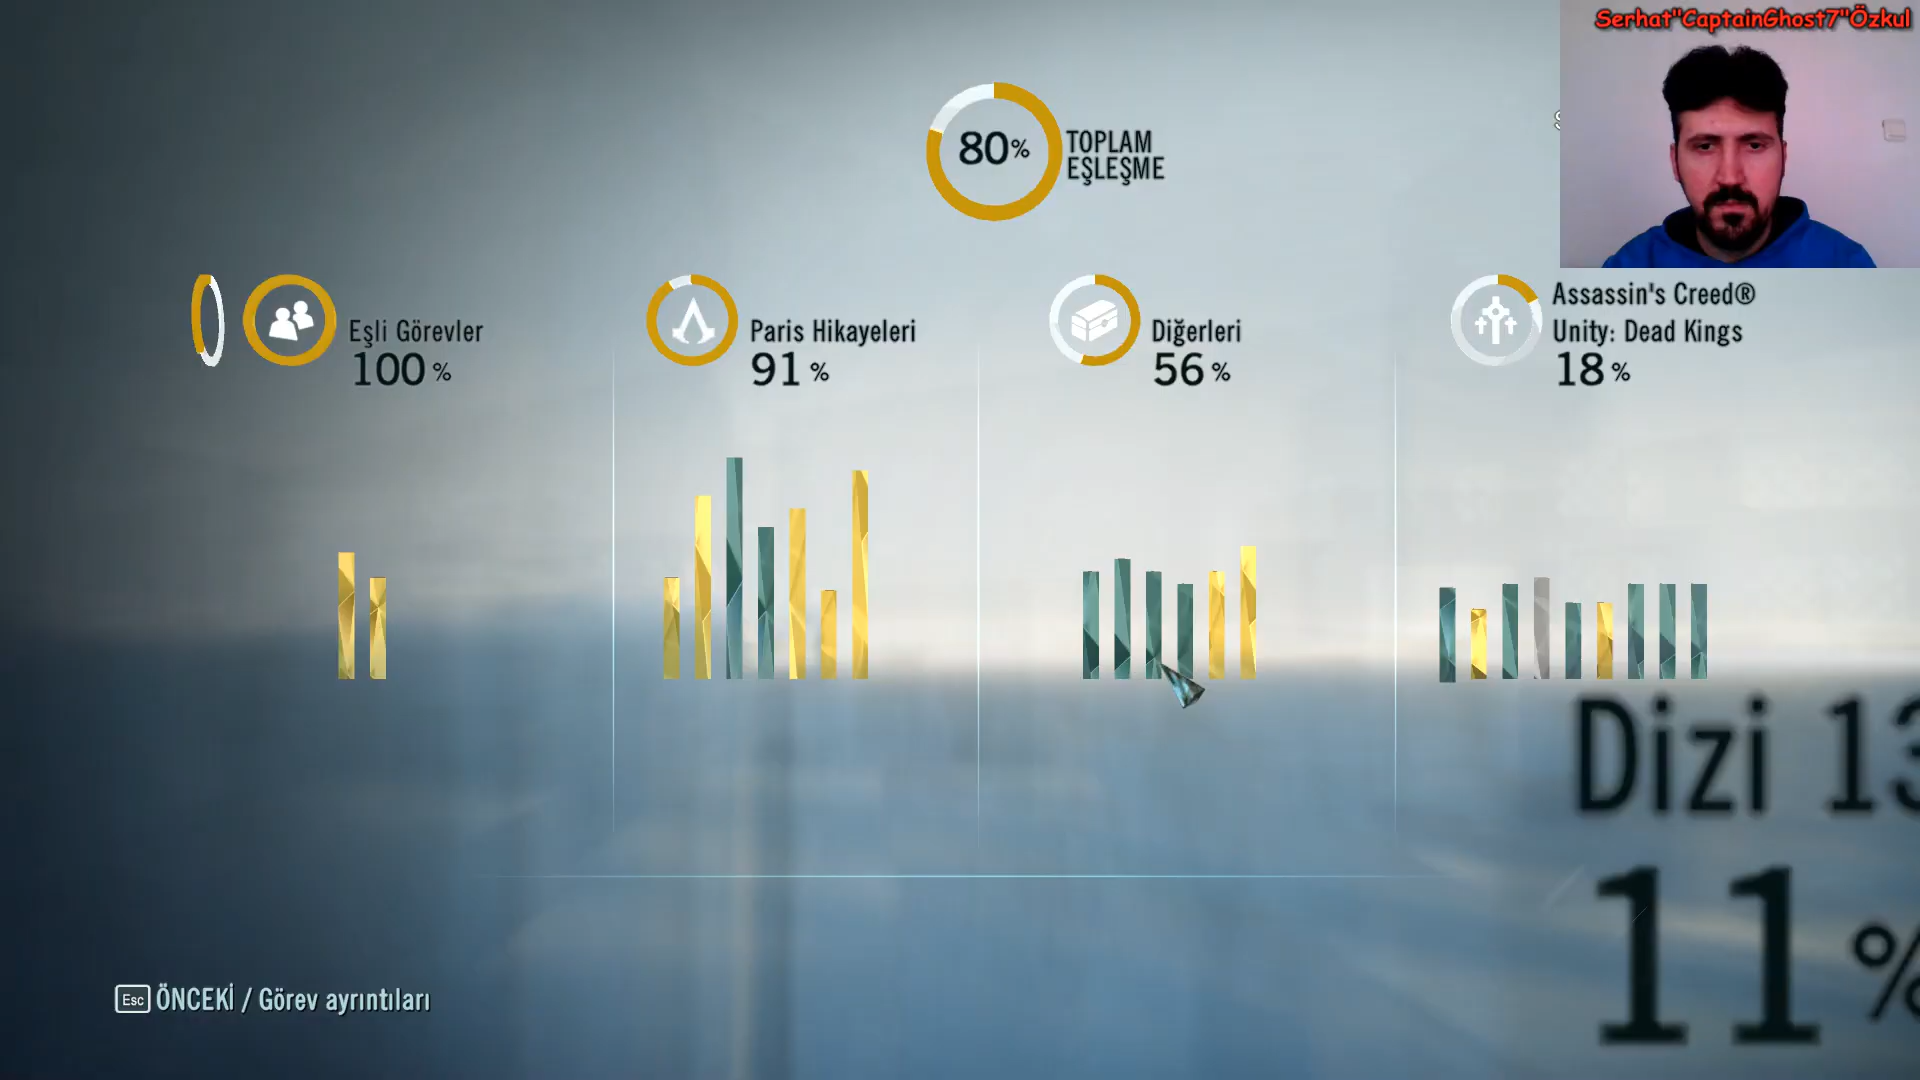 Serhat"CaptainGhost7"Özkul
80%
TOPLAM
EŞLEŞME
Eşli Görevler
100 %
Paris Hikayeleri
91 %
Diğerleri
56 %
Assassin's Creed®
Unity: Dead Kings
18 %
Dizi 13
11%
Esc ÖNCEKİ / Görev ayrıntıları